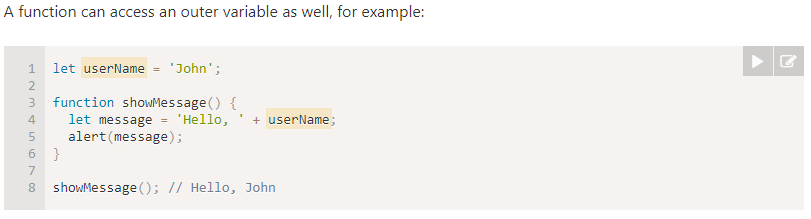 A function can access an outer variable as well, for example:
1 let userName = 'John';
2
3 function showMessage() {
4   let message = 'Hello, ' + userName;
5   alert(message);
6 }
7
8 showMessage(); // Hello, John